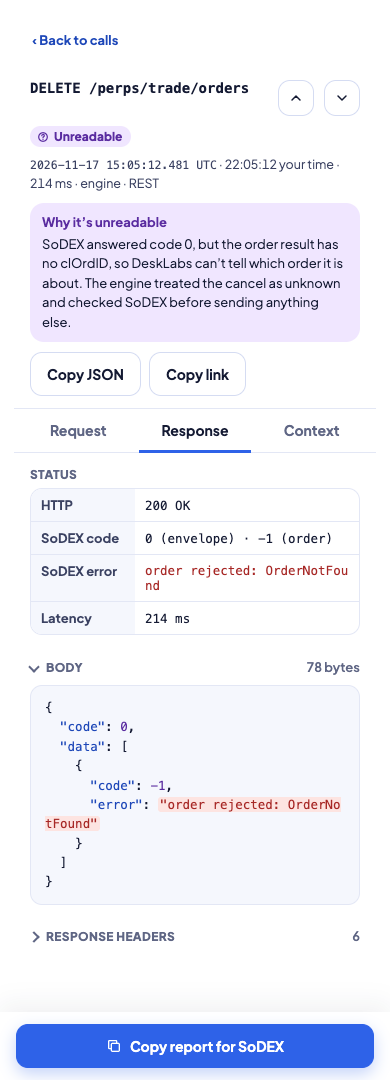 ‹ Back to calls
DELETE /perps/trade/orders
Unreadable
2026-11-17 15:05:12.481 UTC · 22:05:12 your time ·
214 ms · engine · REST
Why it’s unreadable
SoDEX answered code 0, but the order result has
no clOrdID, so DeskLabs can’t tell which order it is
about. The engine treated the cancel as unknown
and checked SoDEX before sending anything
else.
Copy JSON
Copy link
Request
Response
Context
STATUS
HTTP 200 OK
SoDEX code 0 (envelope) · −1 (order)
SoDEX error order rejected: OrderNotFou
nd
Latency 214 ms
BODY 78 bytes
{
"code": 0,
"data": [
{
"code": −1,
"error": "order rejected: OrderNo
tFound"
}
]
}
RESPONSE HEADERS 6
Copy report for SoDEX